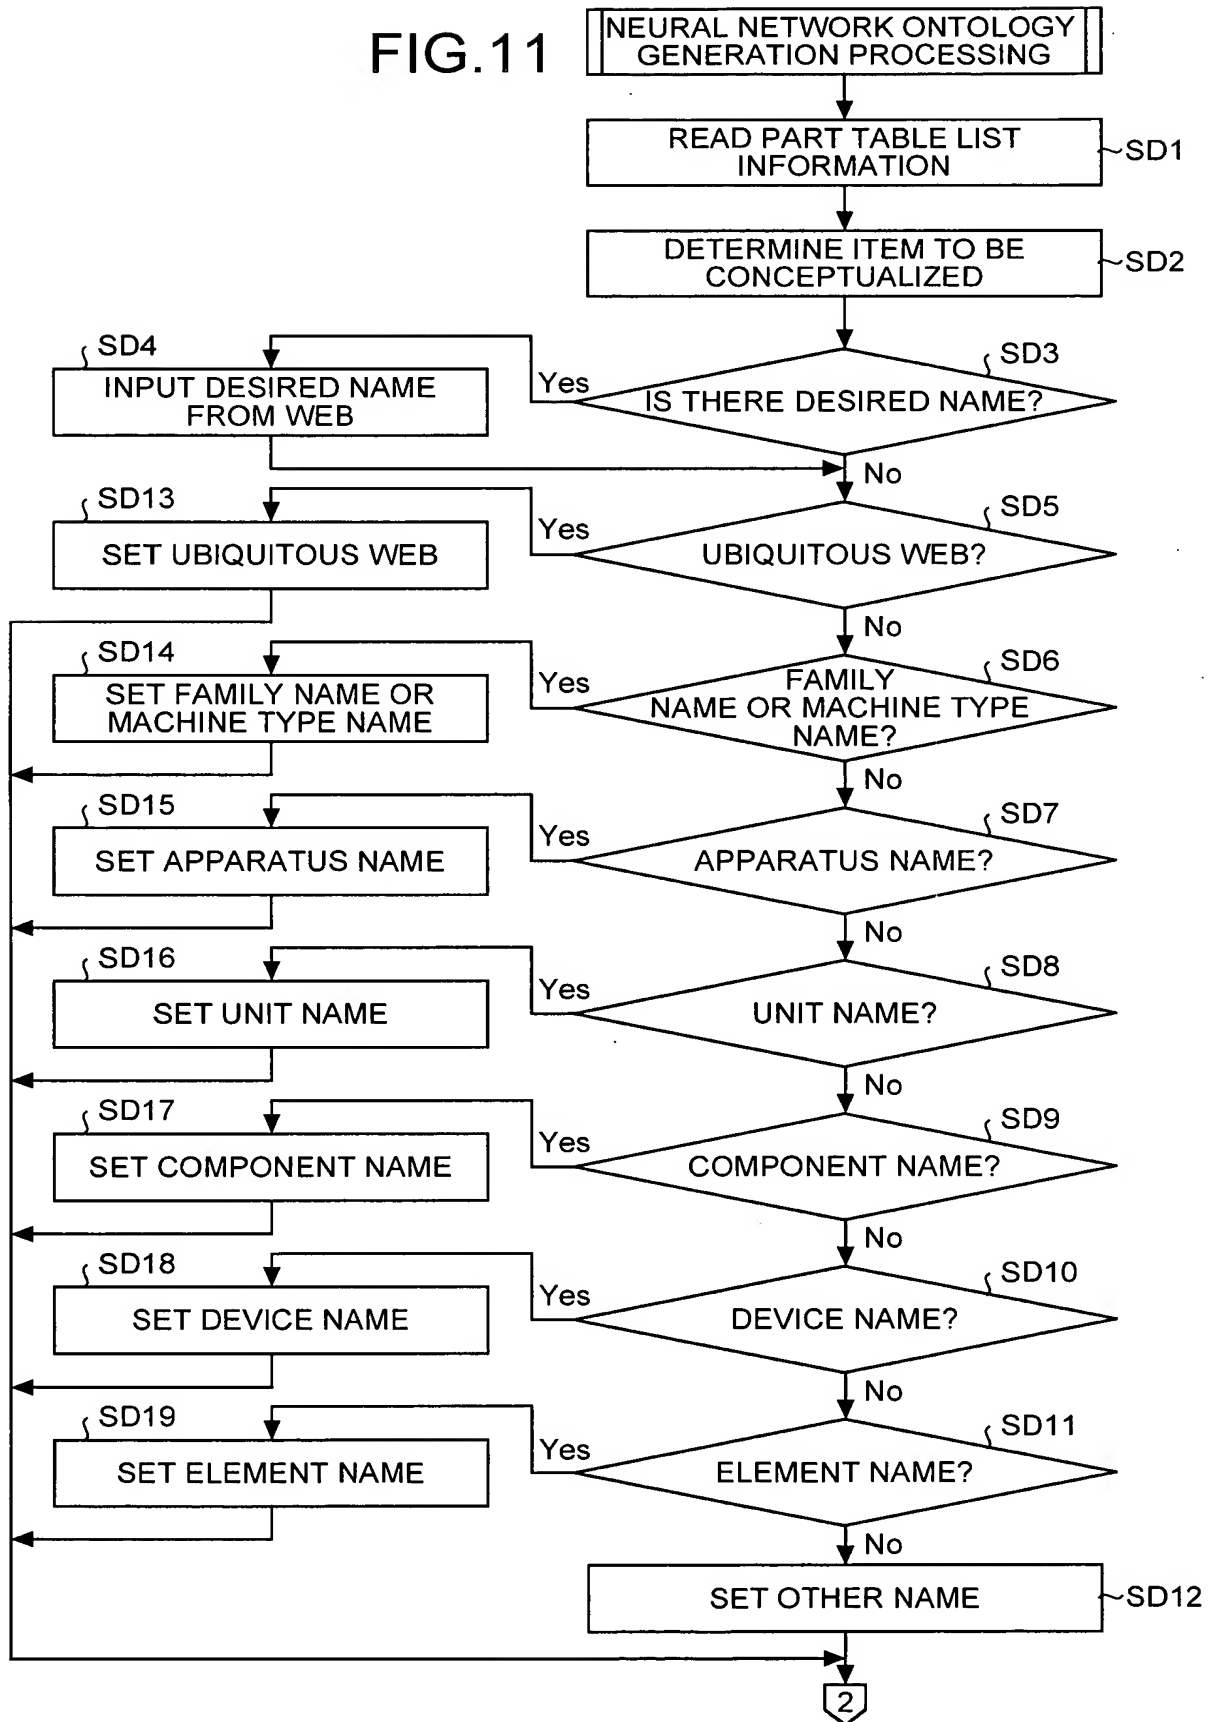 FIG.11
NEURAL NETWORK ONTOLOGY
GENERATION PROCESSING
READ PART TABLE LIST
INFORMATION
SD1
DETERMINE ITEM TO BE
CONCEPTUALIZED
SD2
SD4
INPUT DESIRED NAME
FROM WEB
Yes
SD3
IS THERE DESIRED NAME?
No
SD13
SET UBIQUITOUS WEB
Yes
SD5
UBIQUITOUS WEB?
No
SD14
SET FAMILY NAME OR
MACHINE TYPE NAME
Yes
SD6
FAMILY
NAME OR MACHINE TYPE
NAME?
No
SD15
SET APPARATUS NAME
Yes
SD7
APPARATUS NAME?
No
SD16
SET UNIT NAME
Yes
SD8
UNIT NAME?
No
SD17
SET COMPONENT NAME
Yes
SD9
COMPONENT NAME?
No
SD18
SET DEVICE NAME
Yes
SD10
DEVICE NAME?
No
SD19
SET ELEMENT NAME
Yes
SD11
ELEMENT NAME?
No
SET OTHER NAME
SD12
2